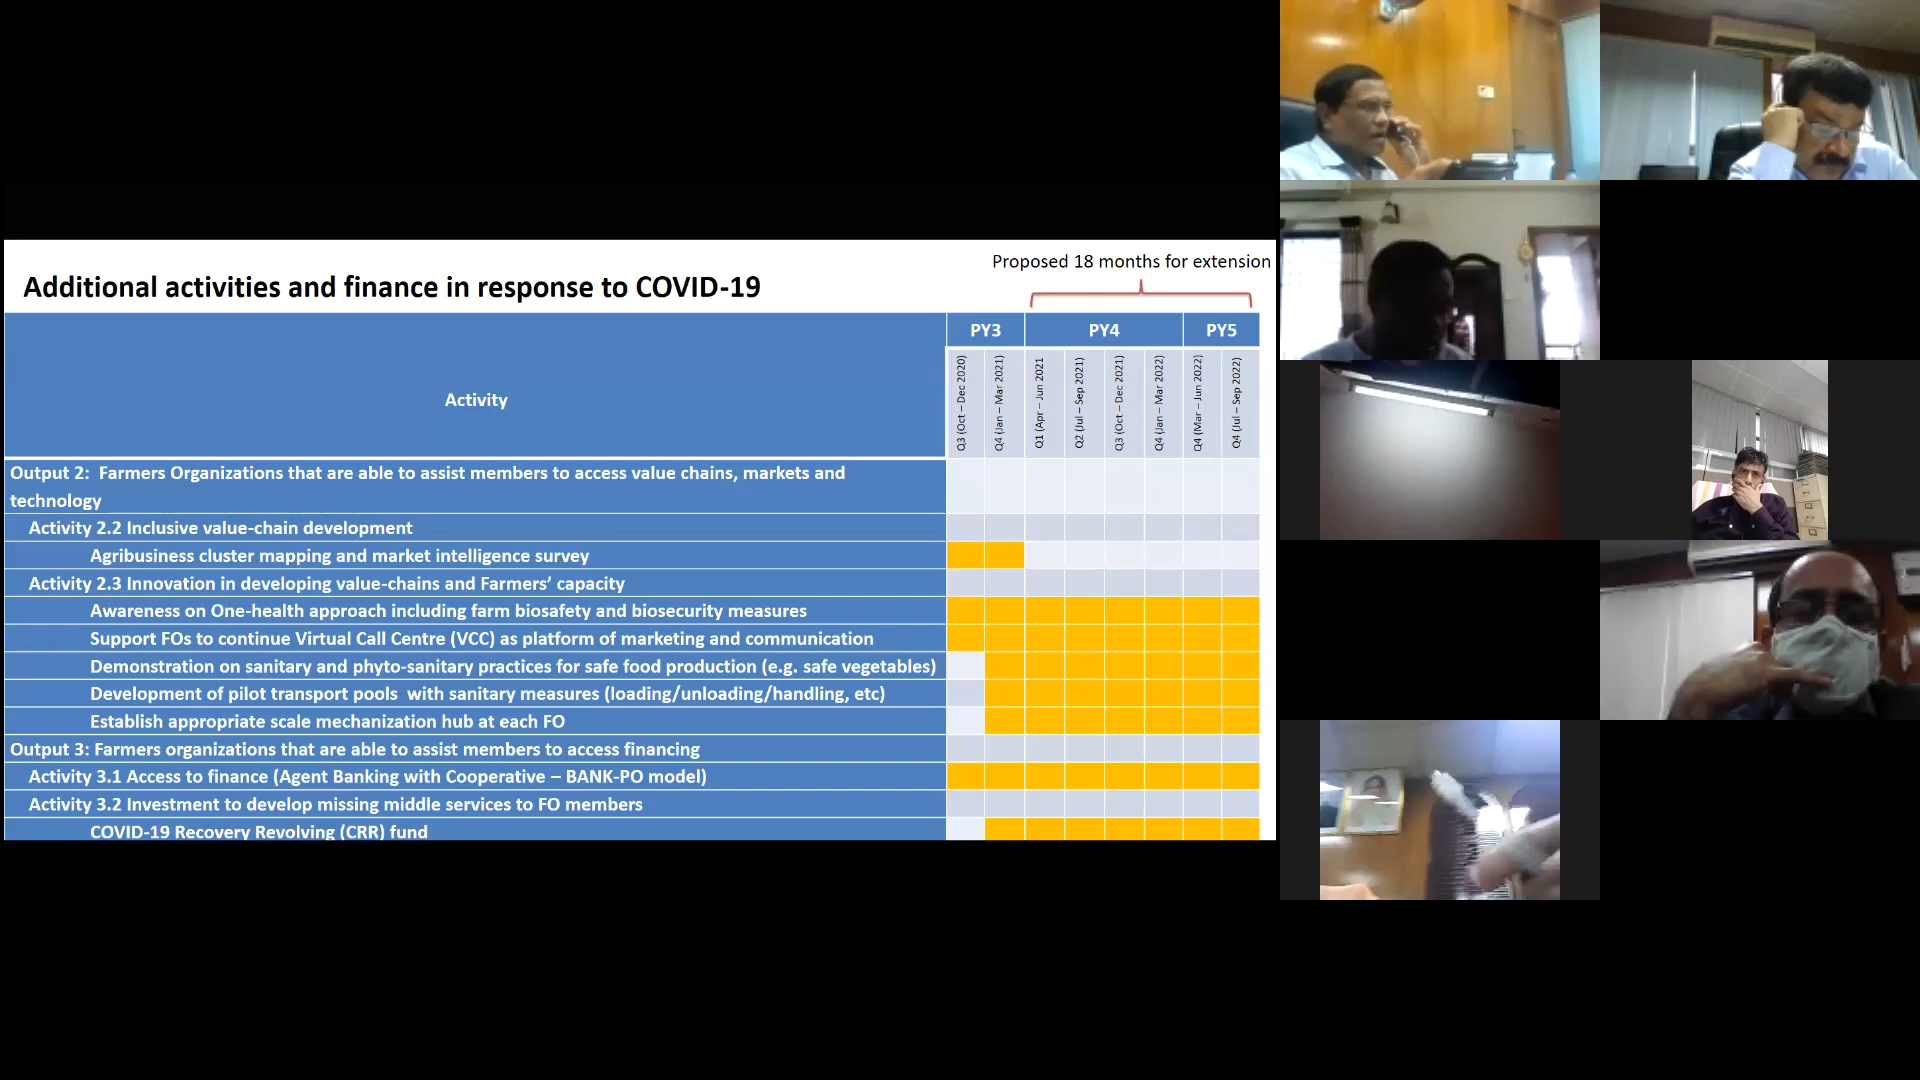 Proposed 18 months for extension
Additional activities and finance in response to COVID-19
Activity
PY3
PY4
PY5
Q3 (Oct – Dec 2020)
Q4 (Jan – Mar 2021)
Q1 (Apr – Jun 2021
Q2 (Jul – Sep 2021)
Q3 (Oct – Dec 2021)
Q4 (Jan – Mar 2022)
Q4 (Mar – Jun 2022)
Q4 (Jul – Sep 2022)
Output 2: Farmers Organizations that are able to assist members to access value chains, markets and
technology
Activity 2.2 Inclusive value-chain development
Agribusiness cluster mapping and market intelligence survey
Activity 2.3 Innovation in developing value-chains and Farmers’ capacity
Awareness on One-health approach including farm biosafety and biosecurity measures
Support FOs to continue Virtual Call Centre (VCC) as platform of marketing and communication
Demonstration on sanitary and phyto-sanitary practices for safe food production (e.g. safe vegetables)
Development of pilot transport pools with sanitary measures (loading/unloading/handling, etc)
Establish appropriate scale mechanization hub at each FO
Output 3: Farmers organizations that are able to assist members to access financing
Activity 3.1 Access to finance (Agent Banking with Cooperative – BANK-PO model)
Activity 3.2 Investment to develop missing middle services to FO members
COVID-19 Recovery Revolving (CRR) fund